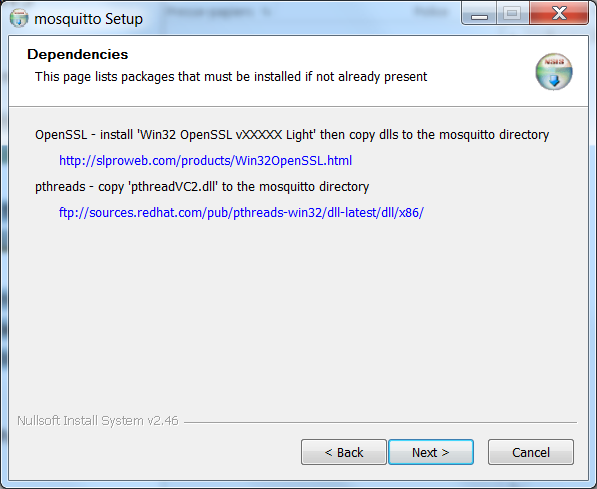 mosquitto Setup
Dependencies
This page lists packages that must be installed if not already present
OpenSSL - install 'Win32 OpenSSL vXXXXX Light' then copy dlls to the mosquitto directory
http://slproweb.com/products/Win32OpenSSL.html
pthreads - copy 'pthreadVC2.dll' to the mosquitto directory
ftp://sources.redhat.com/pub/pthreads-win32/dll-latest/dll/x86/
Nullsoft Install System v2.46
< Back
Next >
Cancel